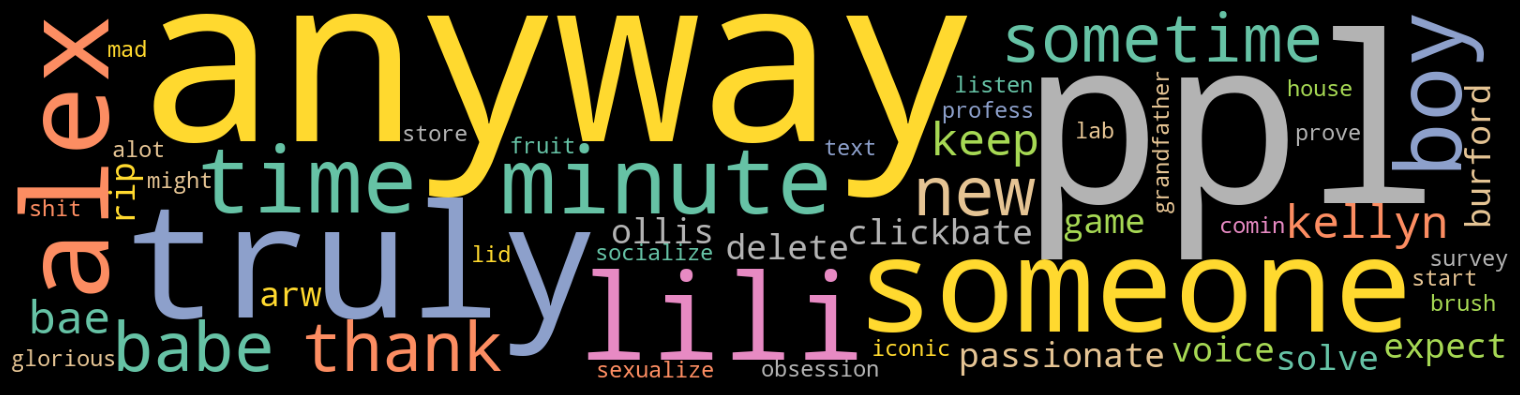 alex
mad
anyway
sometime
ppl
boy
listen
profess
keep
grandfather
lab
house
prove
burford
store
fruit
text
alot
rip
might
time
minute
new
shit
truly
ollis
socialize
delete
clickbate
game
comin
kellyn
lid
arw
lili
someone
survey
start
brush
bae
babe
thank
glorious
sexualize
obsession
iconic
passionate
voice
solve
expect